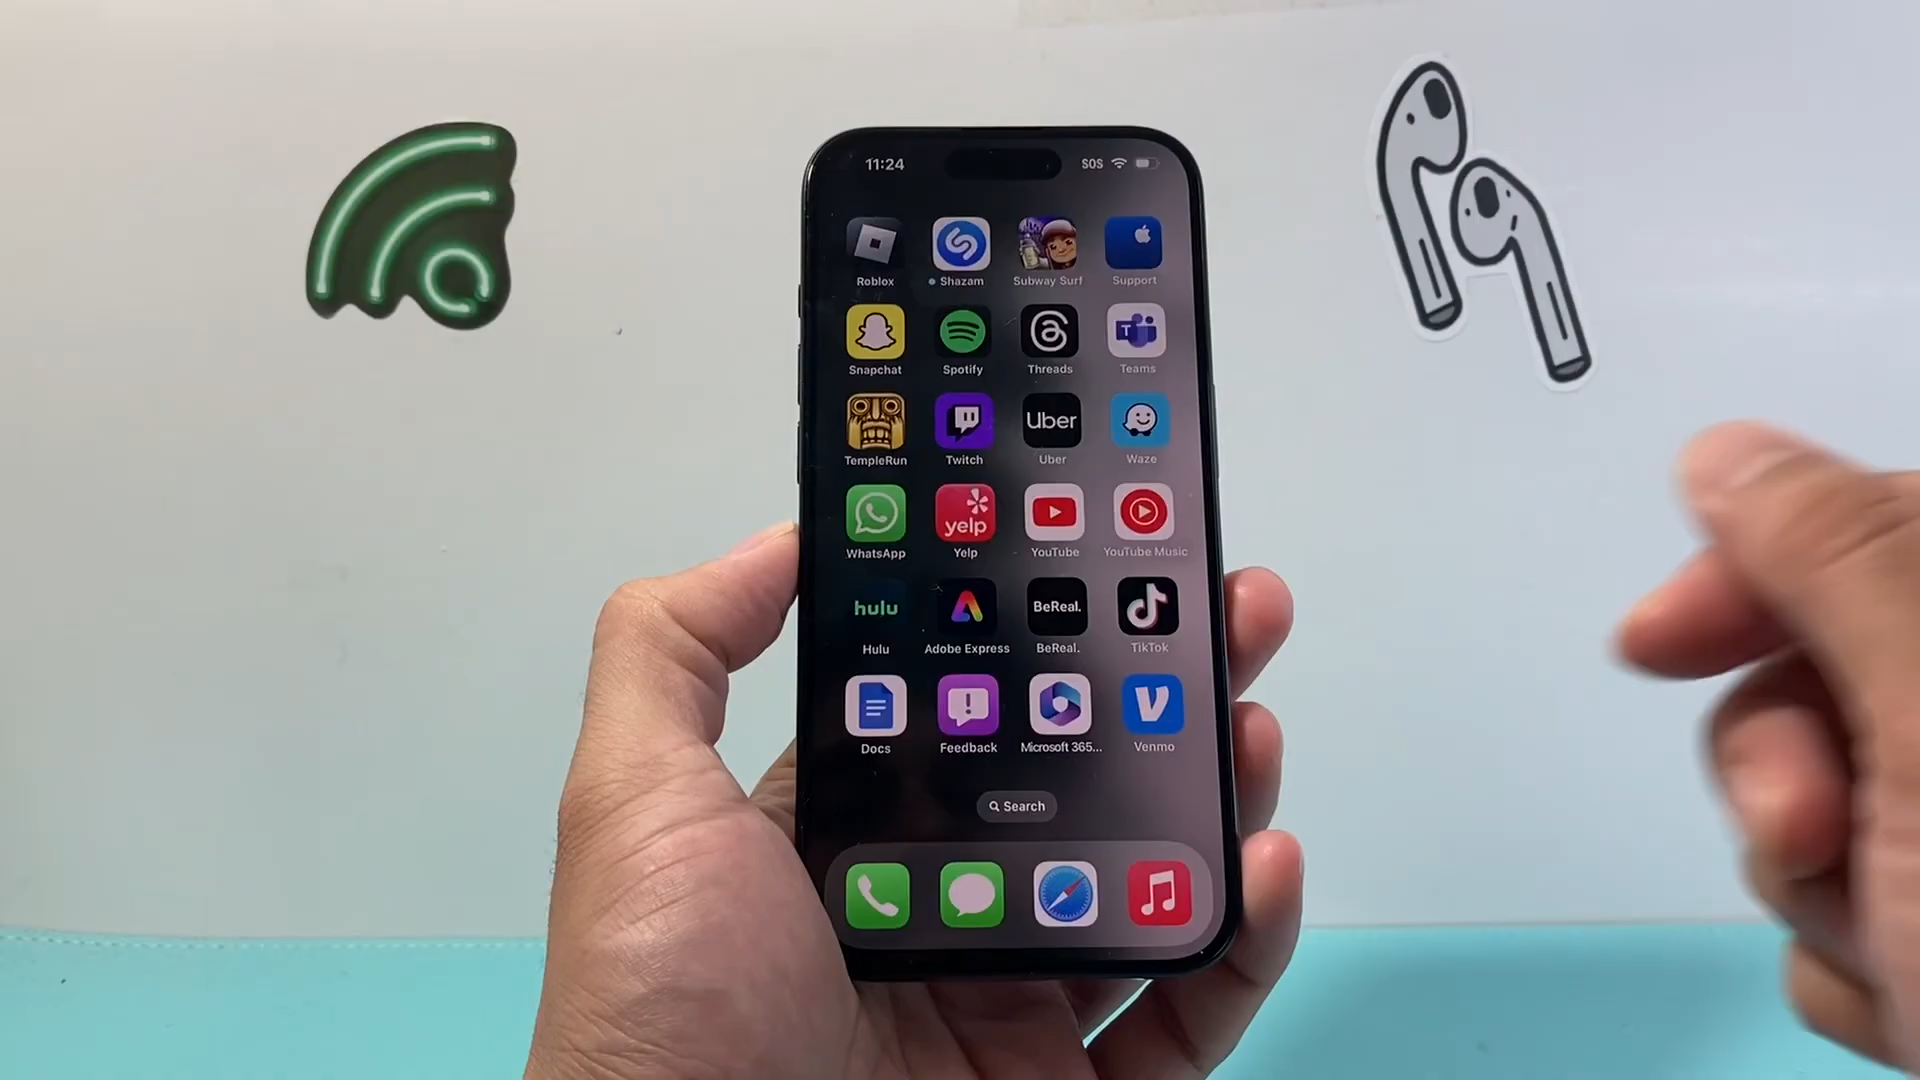 11:24 SOS
Roblox Shazam Subway Surf Support
Snapchat Spotify Threads Teams
Uber
TempleRun Twitch Uber Waze
yelp
WhatsApp Yelp YouTube YouTube Music
hulu BeReal.
Hulu Adobe Express BeReal. TikTok
Docs Feedback Microsoft 365... Venmo
Search